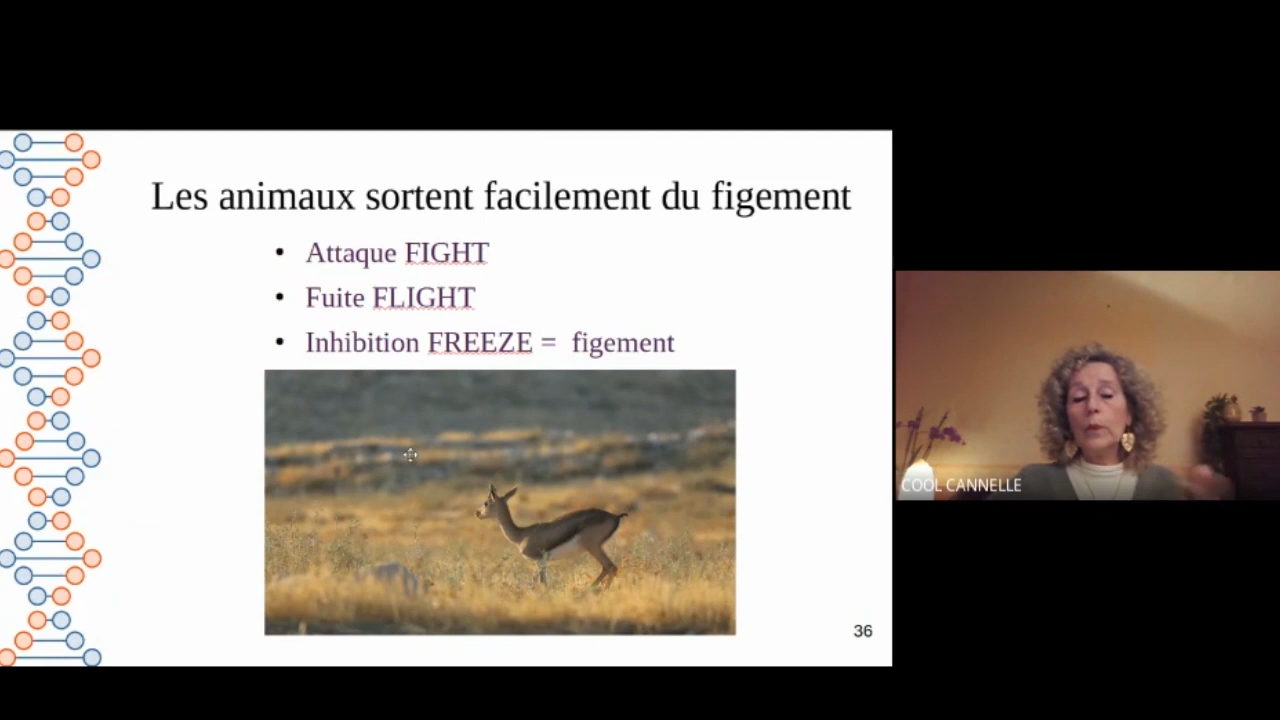 Les animaux sortent facilement du figement
• Attaque FIGHT
• Fuite FLIGHT
• Inhibition FREEZE = figement
36
COOL CANNELLE